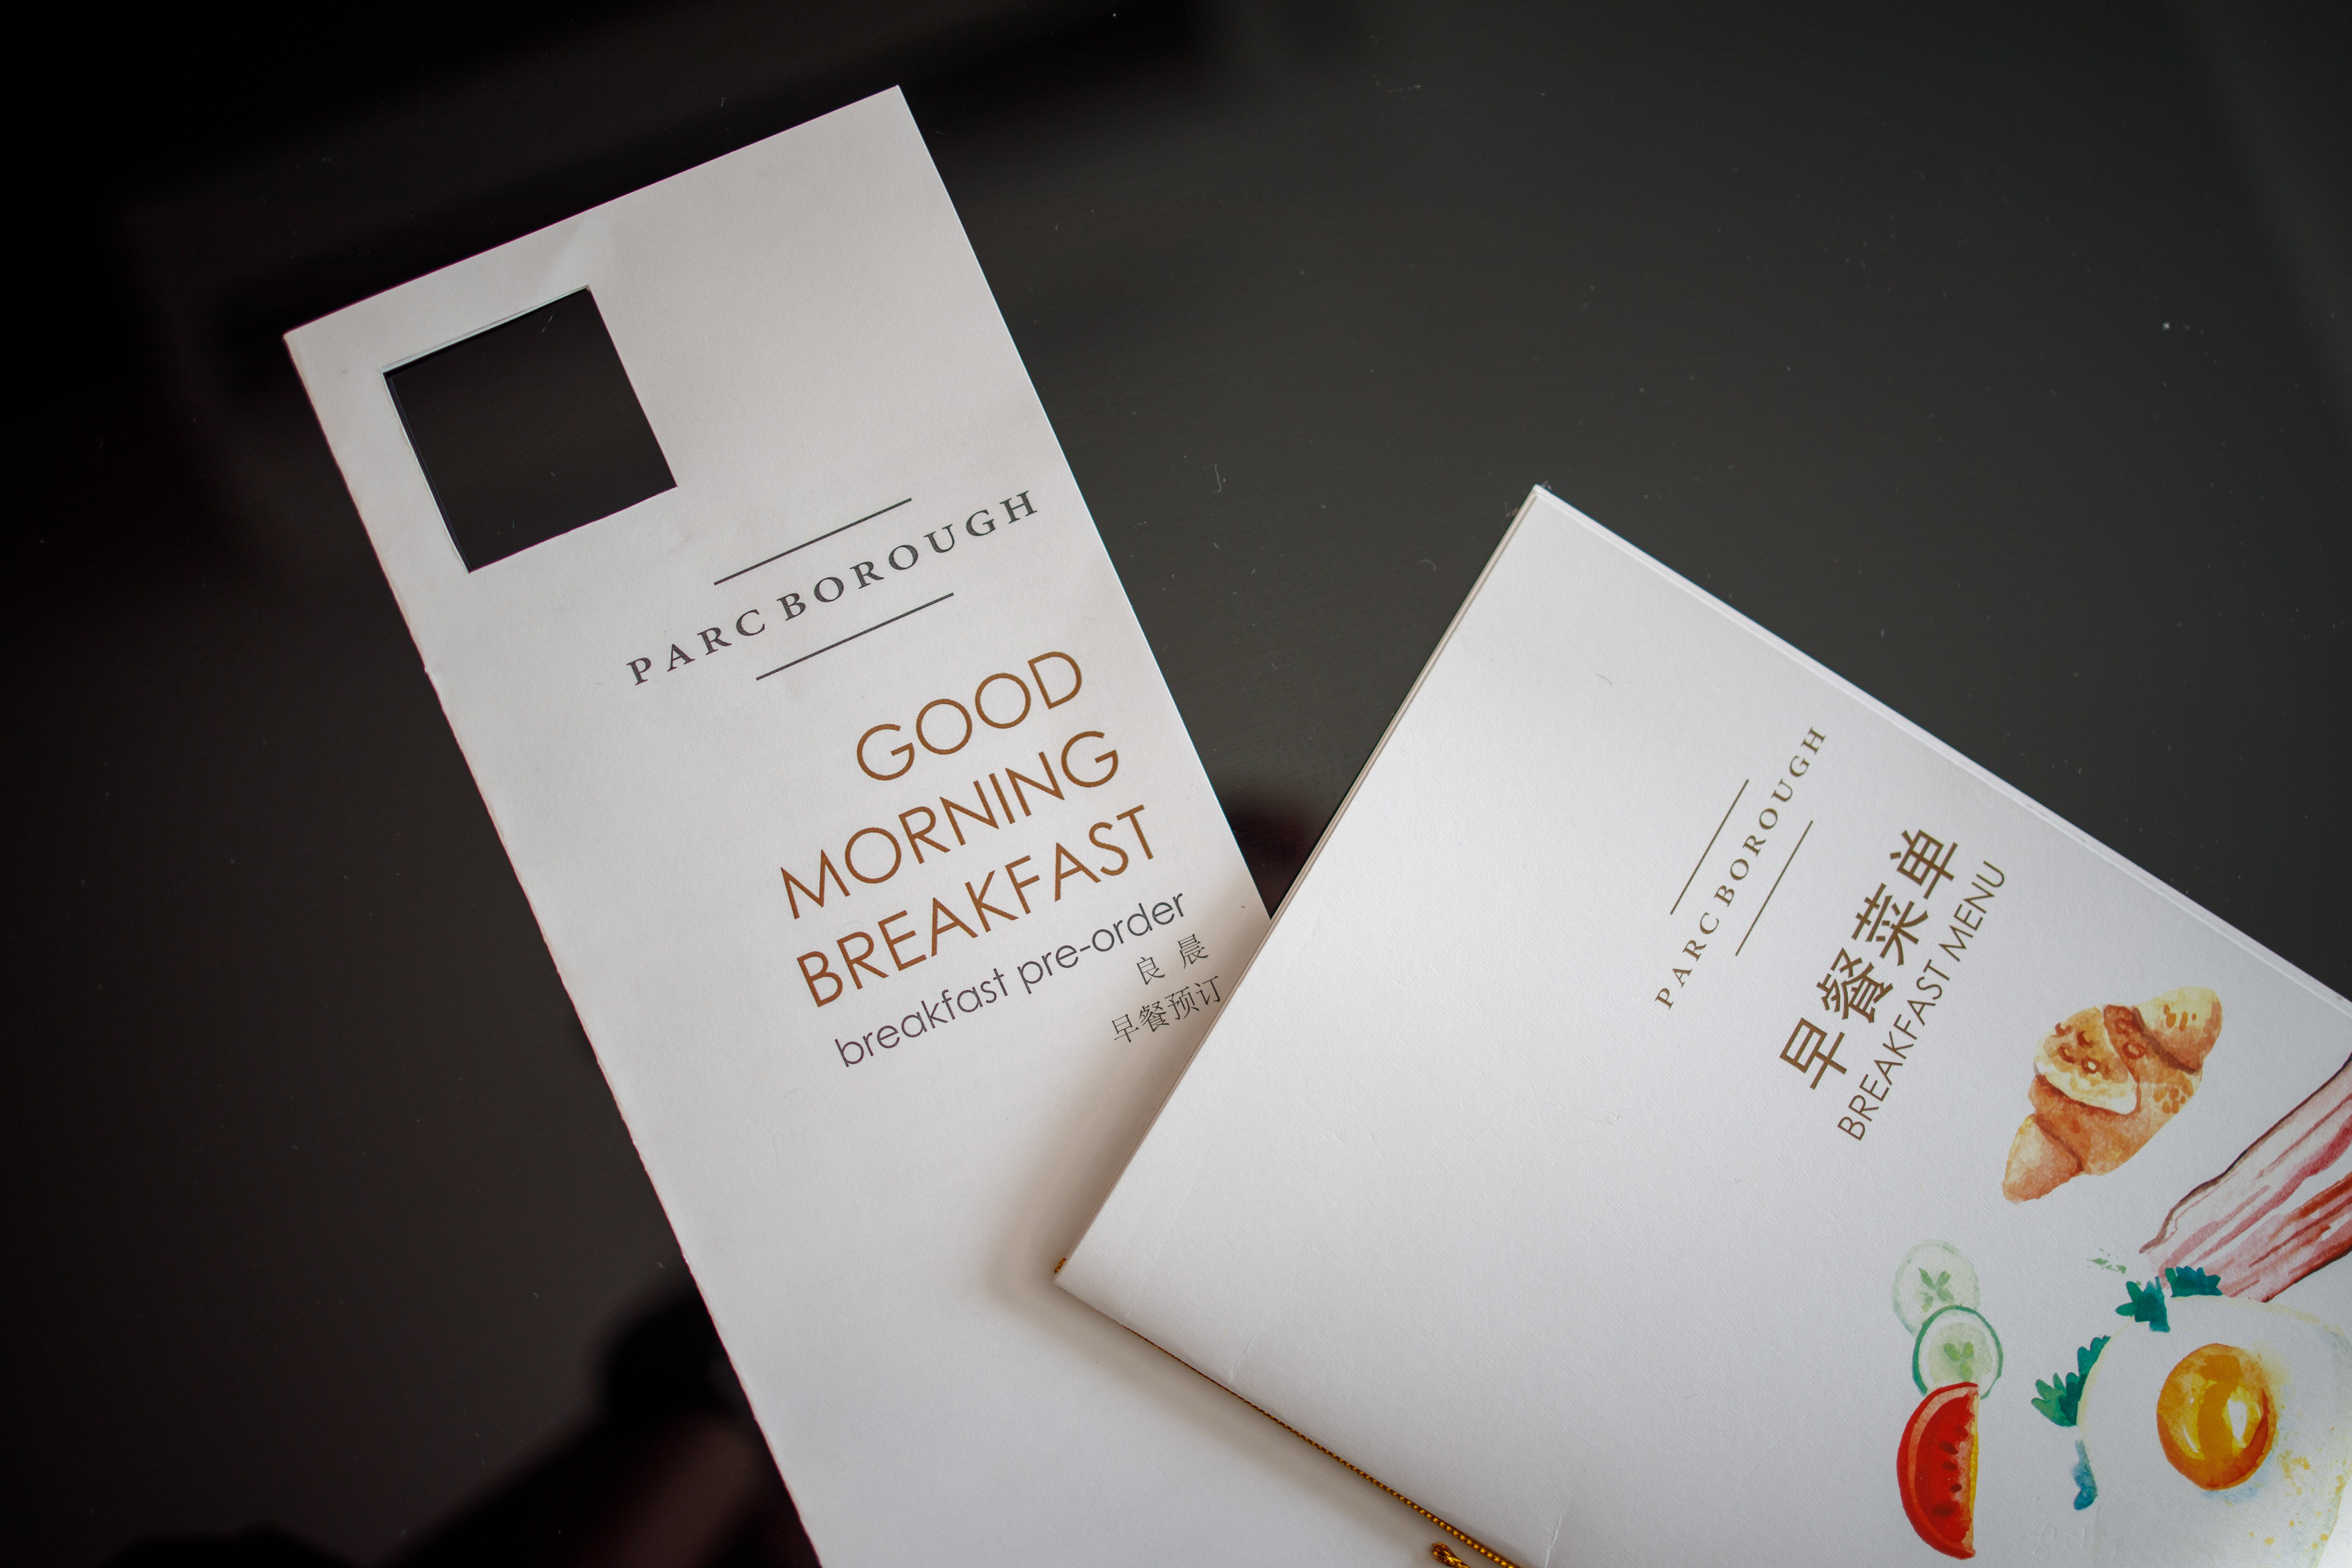 PARC BOROUGH
GOOD
MORNING
BREAKFAST
breakfast pre-order
良 晨
早餐预订
PARC BOROUGH
早餐菜单
BREAKFAST MENU